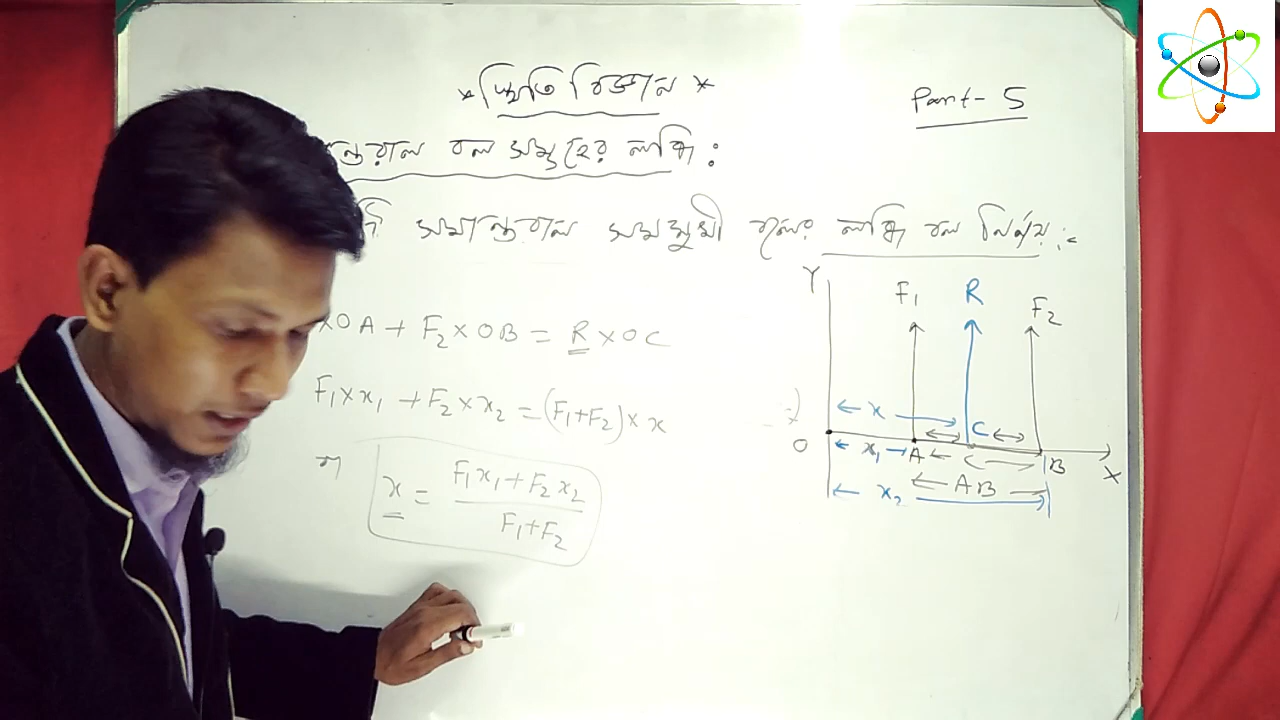 * স্থিতি বিজ্ঞান *
Part - 5
ন্তরাল বল সমূহের লব্ধি :
টি সমান্তরাল সমমুখী বলের লব্ধি বল নির্ণয় :-
×OA + F₂×OB = R×OC
F₁×x₁ + F₂×x₂ = (F₁+F₂)×x
বা x = F₁x₁+F₂x₂ / F₁+F₂
Y
F₁ R F₂
x C
O x₁ A C B X
AB
x₂